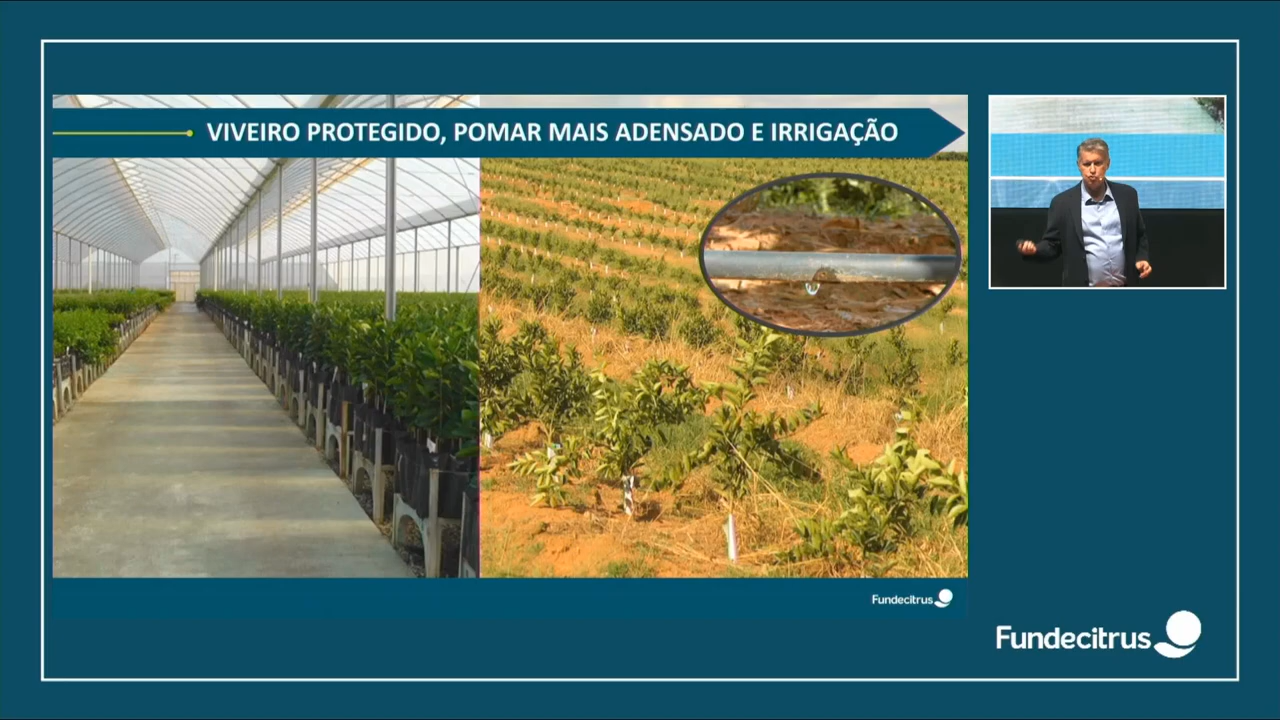 VIVEIRO PROTEGIDO, POMAR MAIS ADENSADO E IRRIGAÇÃO
Fundecitrus
Fundecitrus